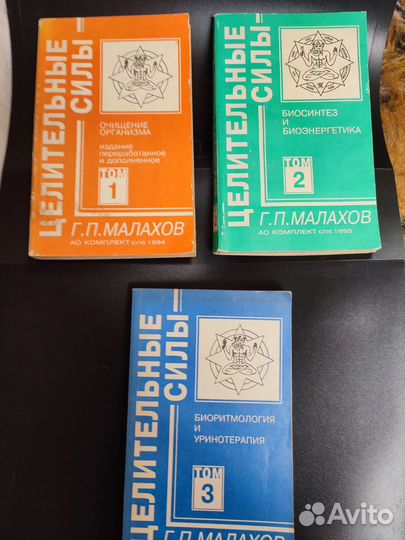 ЦЕЛИТЕЛЬНЫЕ
СИЛЫ
ОЧИЩЕНИЕ
ОРГАНИЗМА
издание
переработанное
и дополненное
ТОМ
1
Г.П.МАЛАХОВ
АО КОМПЛЕКТ спб 1994
ЦЕЛИТЕЛЬНЫЕ
СИЛЫ
БИОСИНТЕЗ
И
БИОЭНЕРГЕТИКА
ТОМ
2
Г.П.МАЛАХОВ
АО КОМПЛЕКТ спб 1995
ЦЕЛИТЕЛЬНЫЕ
СИЛЫ
БИОРИТМОЛОГИЯ
И
УРИНОТЕРАПИЯ
ТОМ
3
Г.П.МАЛАХОВ
Avito